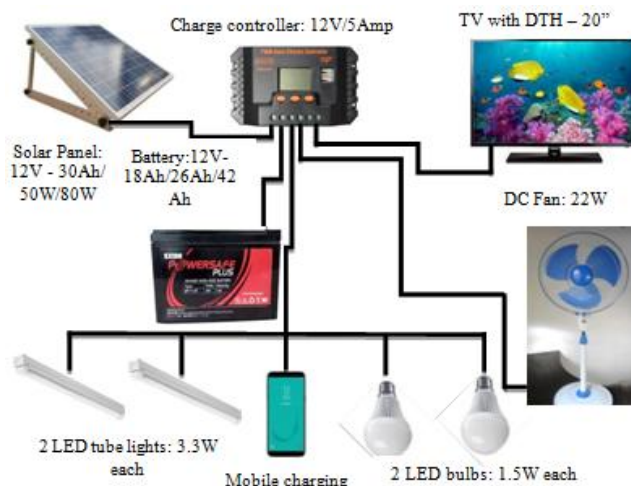 Charge controller: 12V/5Amp
TV with DTH – 20”
Solar Panel:
12V - 30Ah/
50W/80W
Battery:12V-
18Ah/26Ah/42
Ah
DC Fan: 22W
POWERSAFE
PLUS
2 LED tube lights: 3.3W
each
Mobile charging
2 LED bulbs: 1.5W each